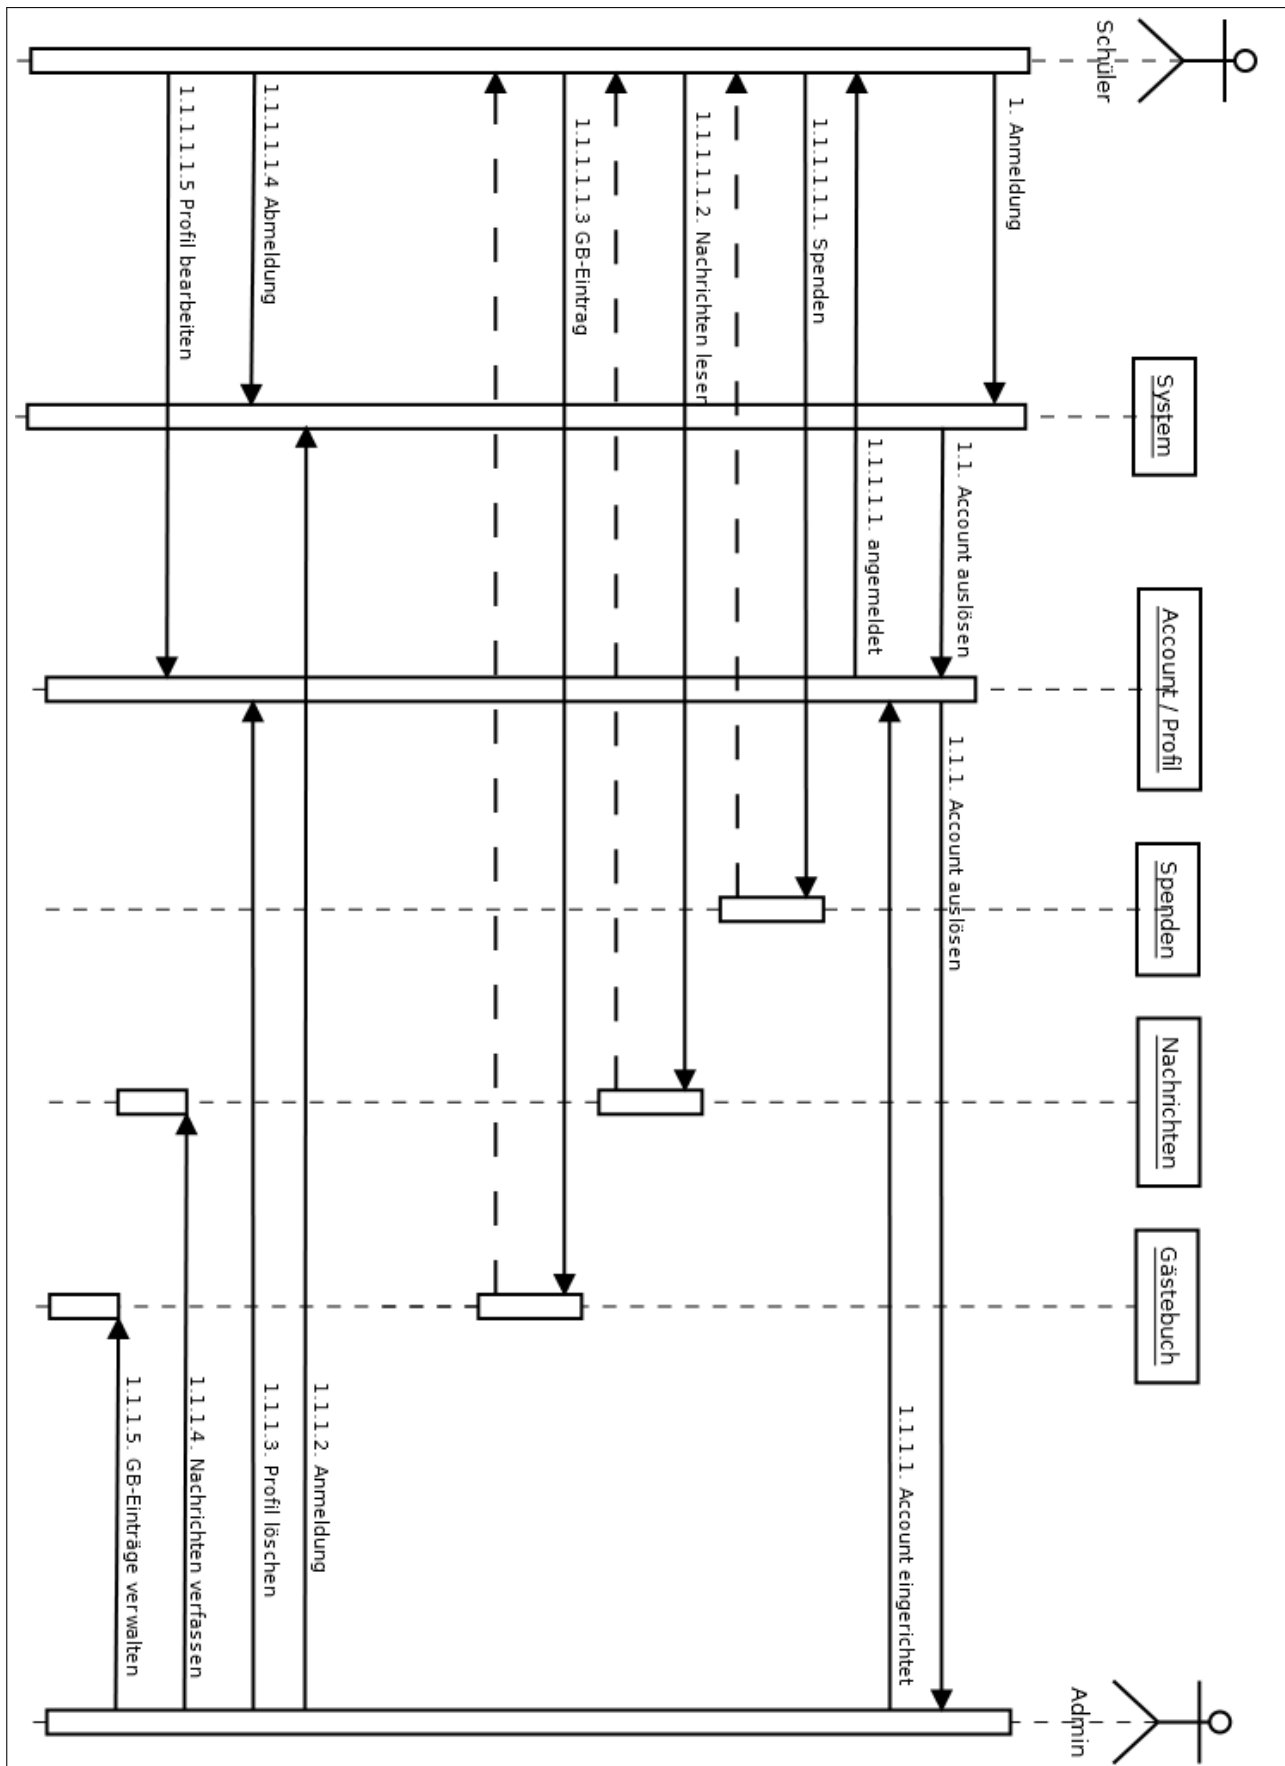 Schüler
System
Account / Profil
Spenden
Nachrichten
Gästebuch
Admin
1. Anmeldung
1.1. Account auslösen
1.1.1. Account auslösen
1.1.1.1. Account eingerichtet
1.1.1.1.1. angemeldet
1.1.1.1.1.1. Spenden
1.1.1.1.1.2. Nachrichten lesen
1.1.1.1.1.3 GB-Eintrag
1.1.1.2. Anmeldung
1.1.1.1.1.4 Abmeldung
1.1.1.3. Profil löschen
1.1.1.1.1.5 Profil bearbeiten
1.1.1.4. Nachrichten verfassen
1.1.1.5. GB-Einträge verwalten